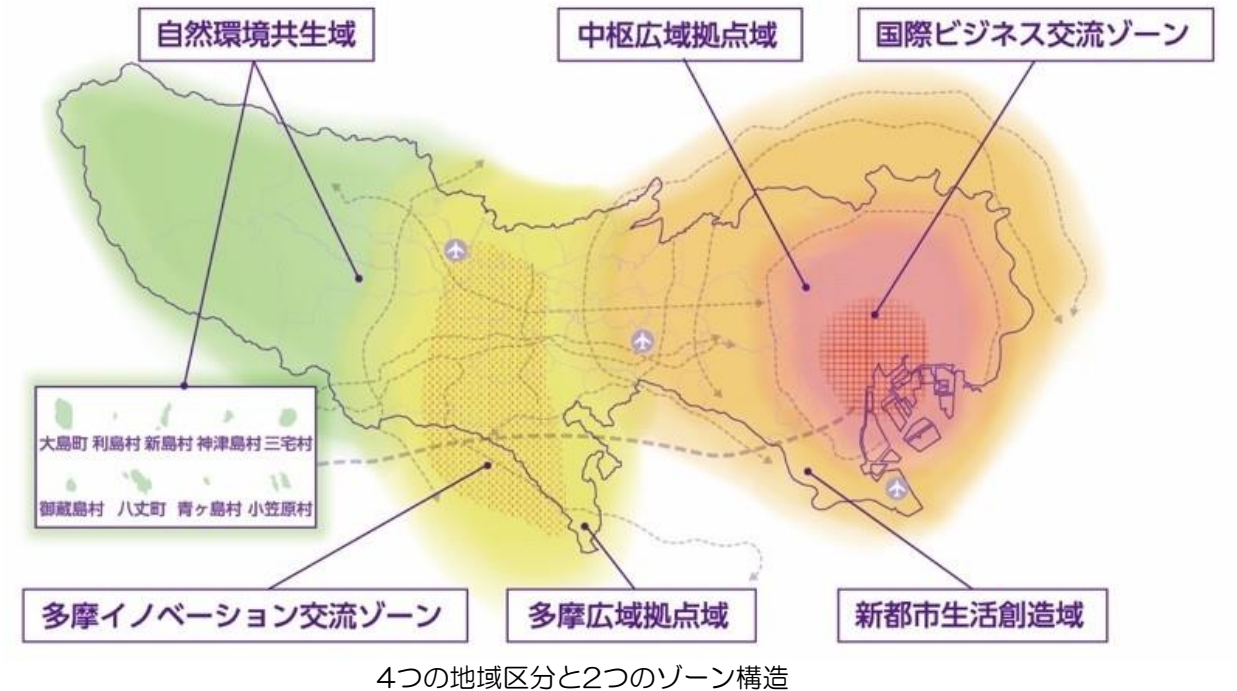 自然環境共生域
中枢広域拠点域
国際ビジネス交流ゾーン
大島町 利島村 新島村 神津島村 三宅村
御蔵島村 八丈町 青ヶ島村 小笠原村
多摩イノベーション交流ゾーン
多摩広域拠点域
新都市生活創造域
4つの地域区分と2つのゾーン構造